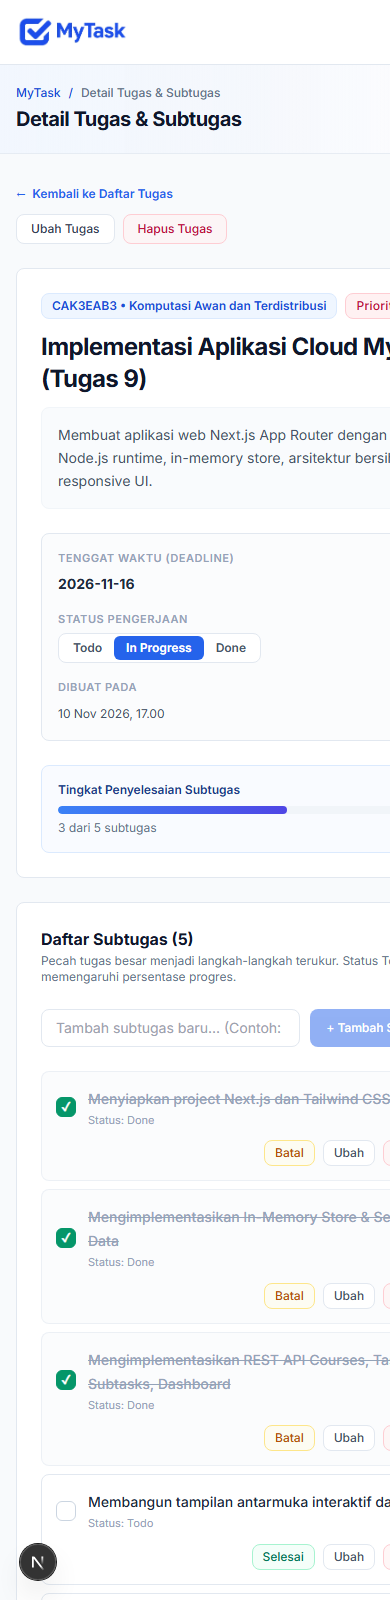 MyTask
MyTask / Detail Tugas & Subtugas
Detail Tugas & Subtugas
← Kembali ke Daftar Tugas
Ubah Tugas Hapus Tugas
CAK3EAB3 • Komputasi Awan dan Terdistribusi
Implementasi Aplikasi Cloud
(Tugas 9)
Membuat aplikasi web Next.js App Router dengan
Node.js runtime, in-memory store, arsitektur
responsive UI.
TENGGAT WAKTU (DEADLINE)
2026-11-16
STATUS PENGERJAAN
Todo In Progress Done
DIBUAT PADA
10 Nov 2026, 17.00
Tingkat Penyelesaian Subtugas
3 dari 5 subtugas
Daftar Subtugas (5)
Pecah tugas besar menjadi langkah-langkah terukur. Status
memengaruhi persentase progres.
Tambah subtugas baru... (Contoh:
+ Tambah
Menyiapkan project Next.js dan Tailwind CSS
Status: Done
Batal Ubah
Mengimplementasikan In-Memory Store &
Data
Status: Done
Batal Ubah
Mengimplementasikan REST API Courses,
Subtasks, Dashboard
Status: Done
Batal Ubah
Membangun tampilan antarmuka interaktif
Status: Todo
Selesai Ubah
N